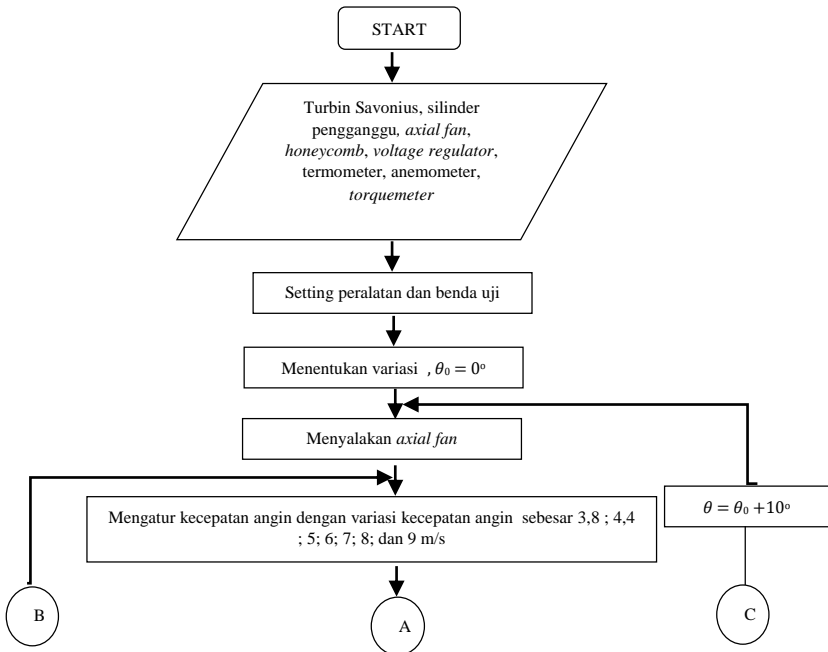 START
Turbin Savonius, silinder
pengganggu, axial fan,
honeycomb, voltage regulator,
termometer, anemometer,
torquemeter
Setting peralatan dan benda uji
Menentukan variasi , θ₀ = 0°
Menyalakan axial fan
Mengatur kecepatan angin dengan variasi kecepatan angin sebesar 3,8 ; 4,4
; 5; 6; 7; 8; dan 9 m/s
θ = θ₀ +10°
B
A
C